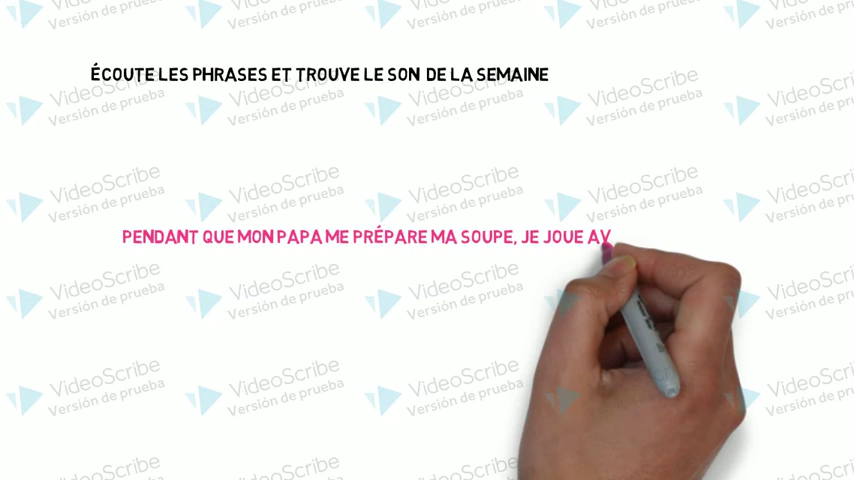 ÉCOUTE LES PHRASES ET TROUVE LE SON DE LA SEMAINE
PENDANT QUE MON PAPA ME PRÉPARE MA SOUPE, JE JOUE AV
VideoScribe
Versión de prueba